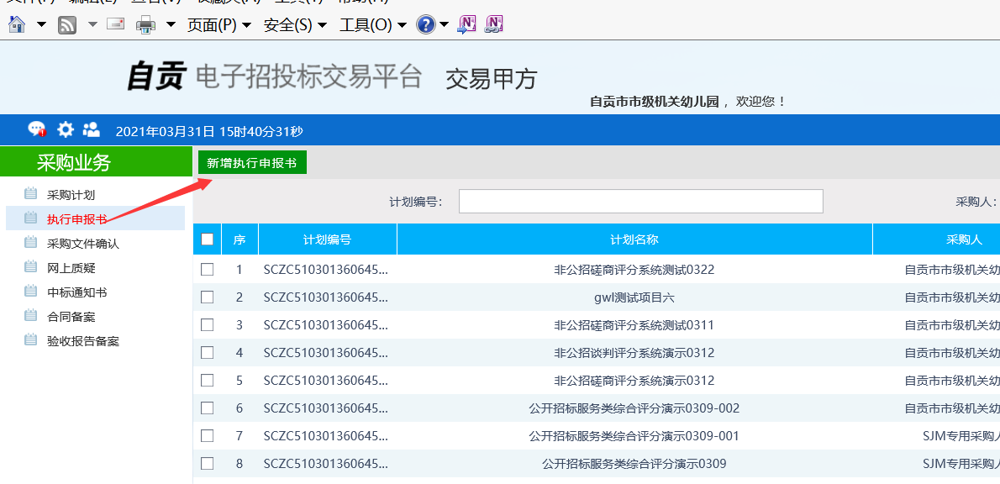 页面(P) 安全(S) 工具(O)
自贡 电子招投标交易平台 交易甲方
自贡市市级机关幼儿园 ，欢迎您！
2021年03月31日 15时40分31秒
采购业务
采购计划
执行申报书
采购文件确认
网上质疑
中标通知书
合同备案
验收报告备案
新增执行申报书
计划编号： 采购人：
序 计划编号 计划名称 采购人
1 SCZC510301360645... 非公招磋商评分系统测试0322 自贡市市级机关幼
2 SCZC510301360645... gwl测试项目六 自贡市市级机关幼
3 SCZC510301360645... 非公招磋商评分系统测试0311 自贡市市级机关幼
4 SCZC510301360645... 非公招谈判评分系统演示0312 自贡市市级机关幼
5 SCZC510301360645... 非公招磋商评分系统演示0312 自贡市市级机关幼
6 SCZC510301360645... 公开招标服务类综合评分演示0309-002 自贡市市级机关幼
7 SCZC510301360645... 公开招标服务类综合评分演示0309-001 SJM专用采购人
8 SCZC510301360645... 公开招标服务类综合评分演示0309 SJM专用采购人